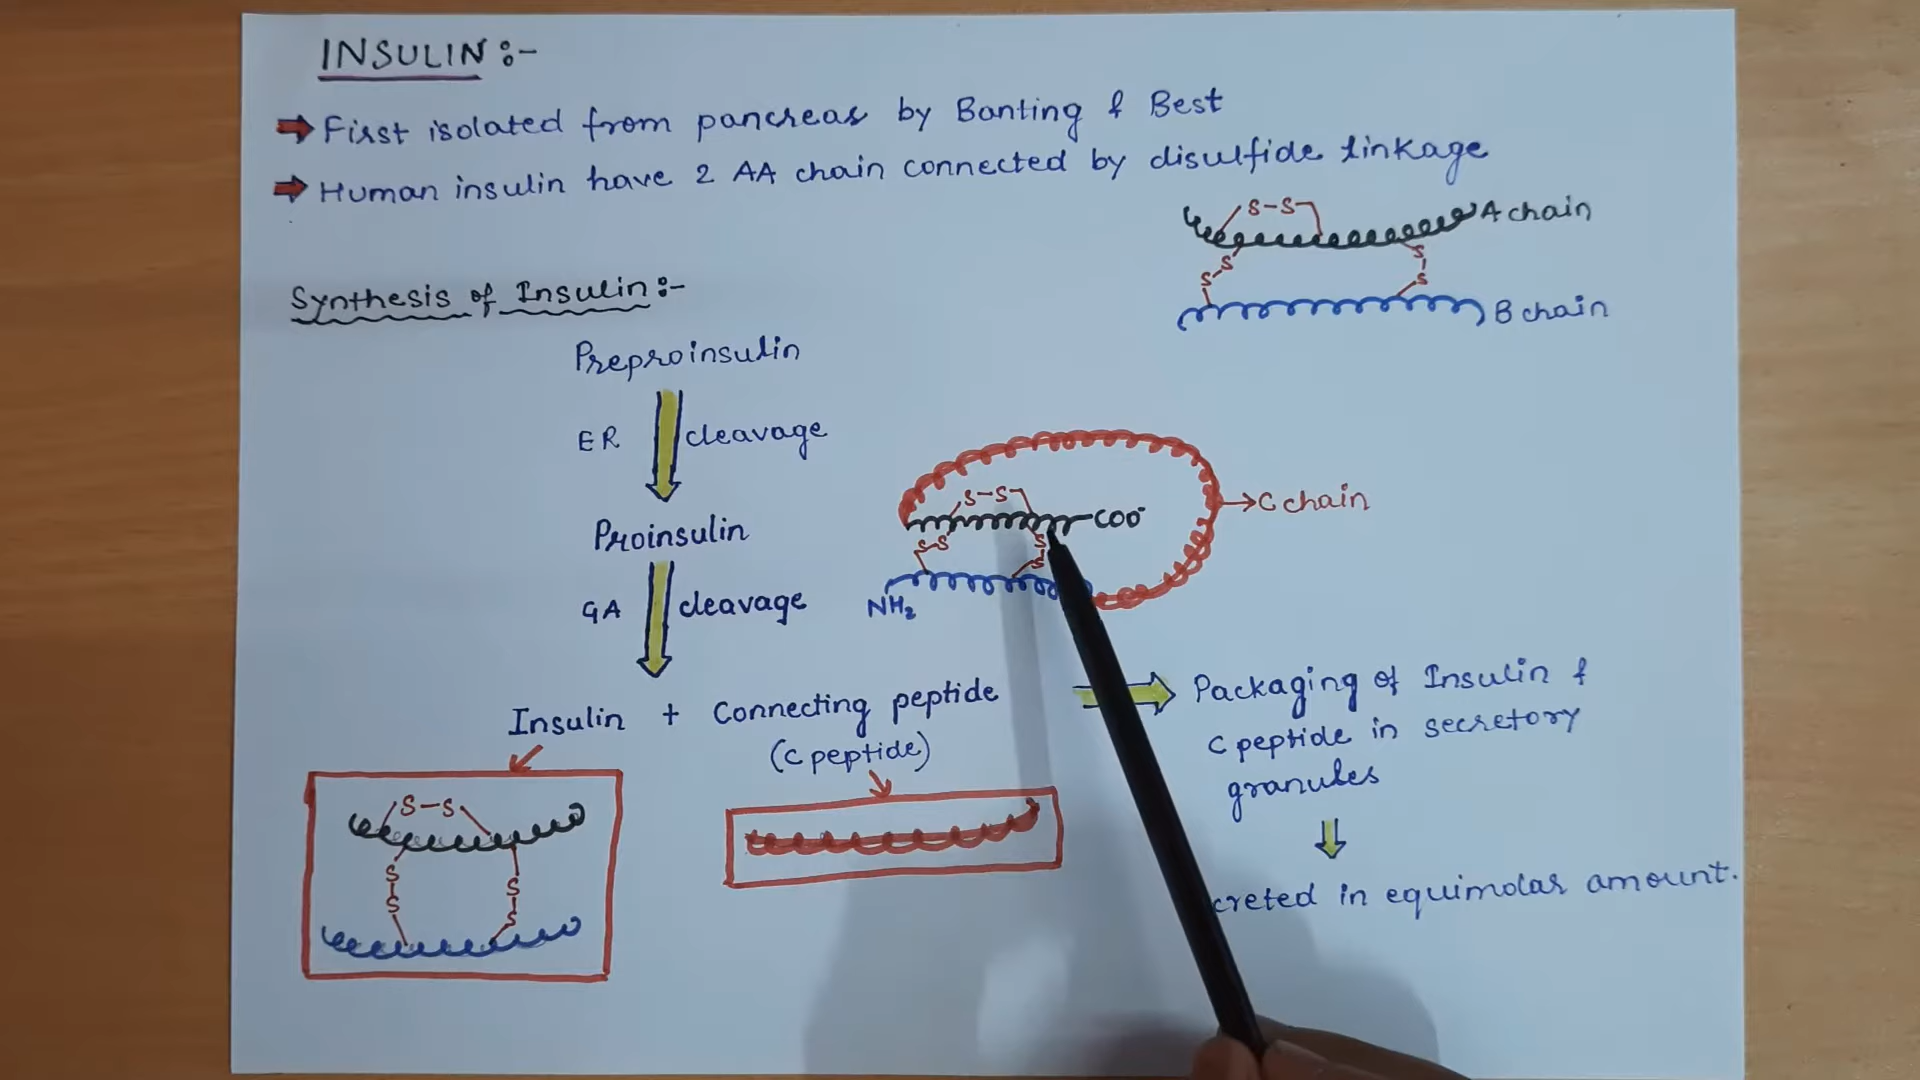 INSULIN :-
→ First isolated from pancreas by Banting & Best
→ Human insulin have 2 AA chain connected by disulfide linkage
S-S
A chain
S S
S S
B chain
Synthesis of Insulin :-
Preproinsulin
ER cleavage
Proinsulin
S-S
COO-
S-S
S S
NH2
C chain
GA cleavage
Insulin + Connecting peptide
(C peptide)
Packaging of Insulin &
C peptide in secretory
granules
creted in equimolar amount.
S-S
S S
S S